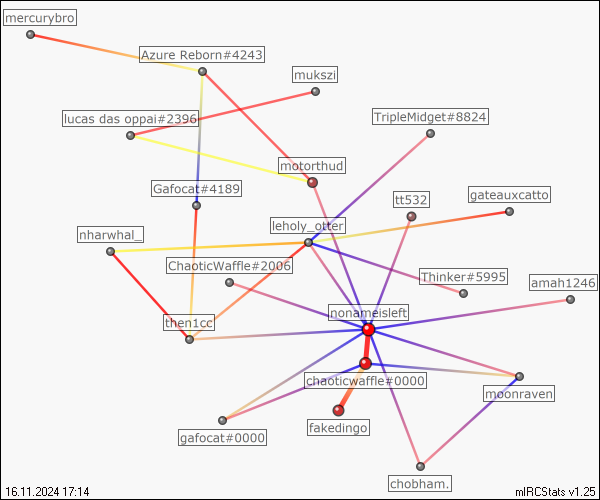 mercurybro
Azure Reborn#4243
mukszi
lucas das oppai#2396
TripleMidget#8824
motorthud
Gafocat#4189
tt532
gateauxcatto
leholy_otter
nharwhal_
ChaoticWaffle#2006
Thinker#5995
amah1246
nonameisleft
then1cc
chaoticwaffle#0000
moonraven
fakedingo
gafocat#0000
chobham.
16.11.2024 17:14
mIRCStats v1.25